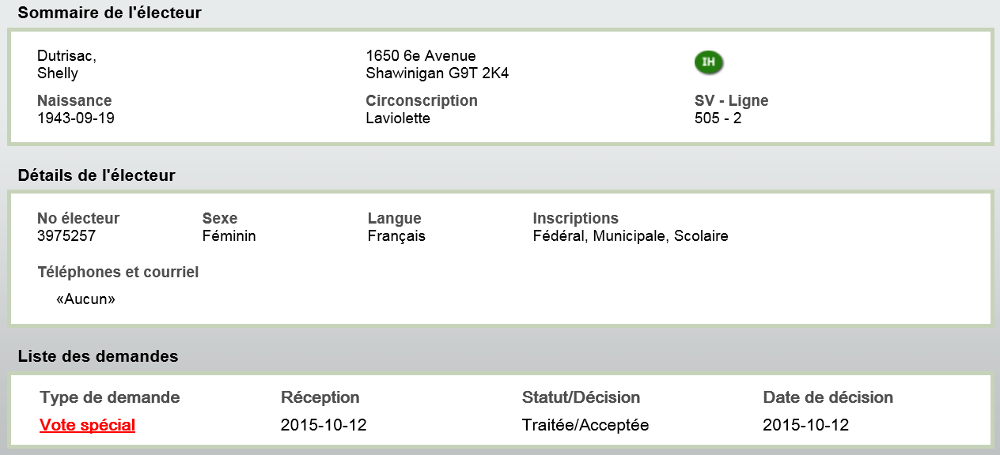 Sommaire de l'électeur
Dutrisac,
Shelly
1650 6e Avenue
Shawinigan G9T 2K4
IH
Naissance
1943-09-19
Circonscription
Laviolette
SV - Ligne
505 - 2
Détails de l'électeur
No électeur
3975257
Sexe
Féminin
Langue
Français
Inscriptions
Fédéral, Municipale, Scolaire
Téléphones et courriel
«Aucun»
Liste des demandes
Type de demande Réception Statut/Décision Date de décision
Vote spécial 2015-10-12 Traitée/Acceptée 2015-10-12